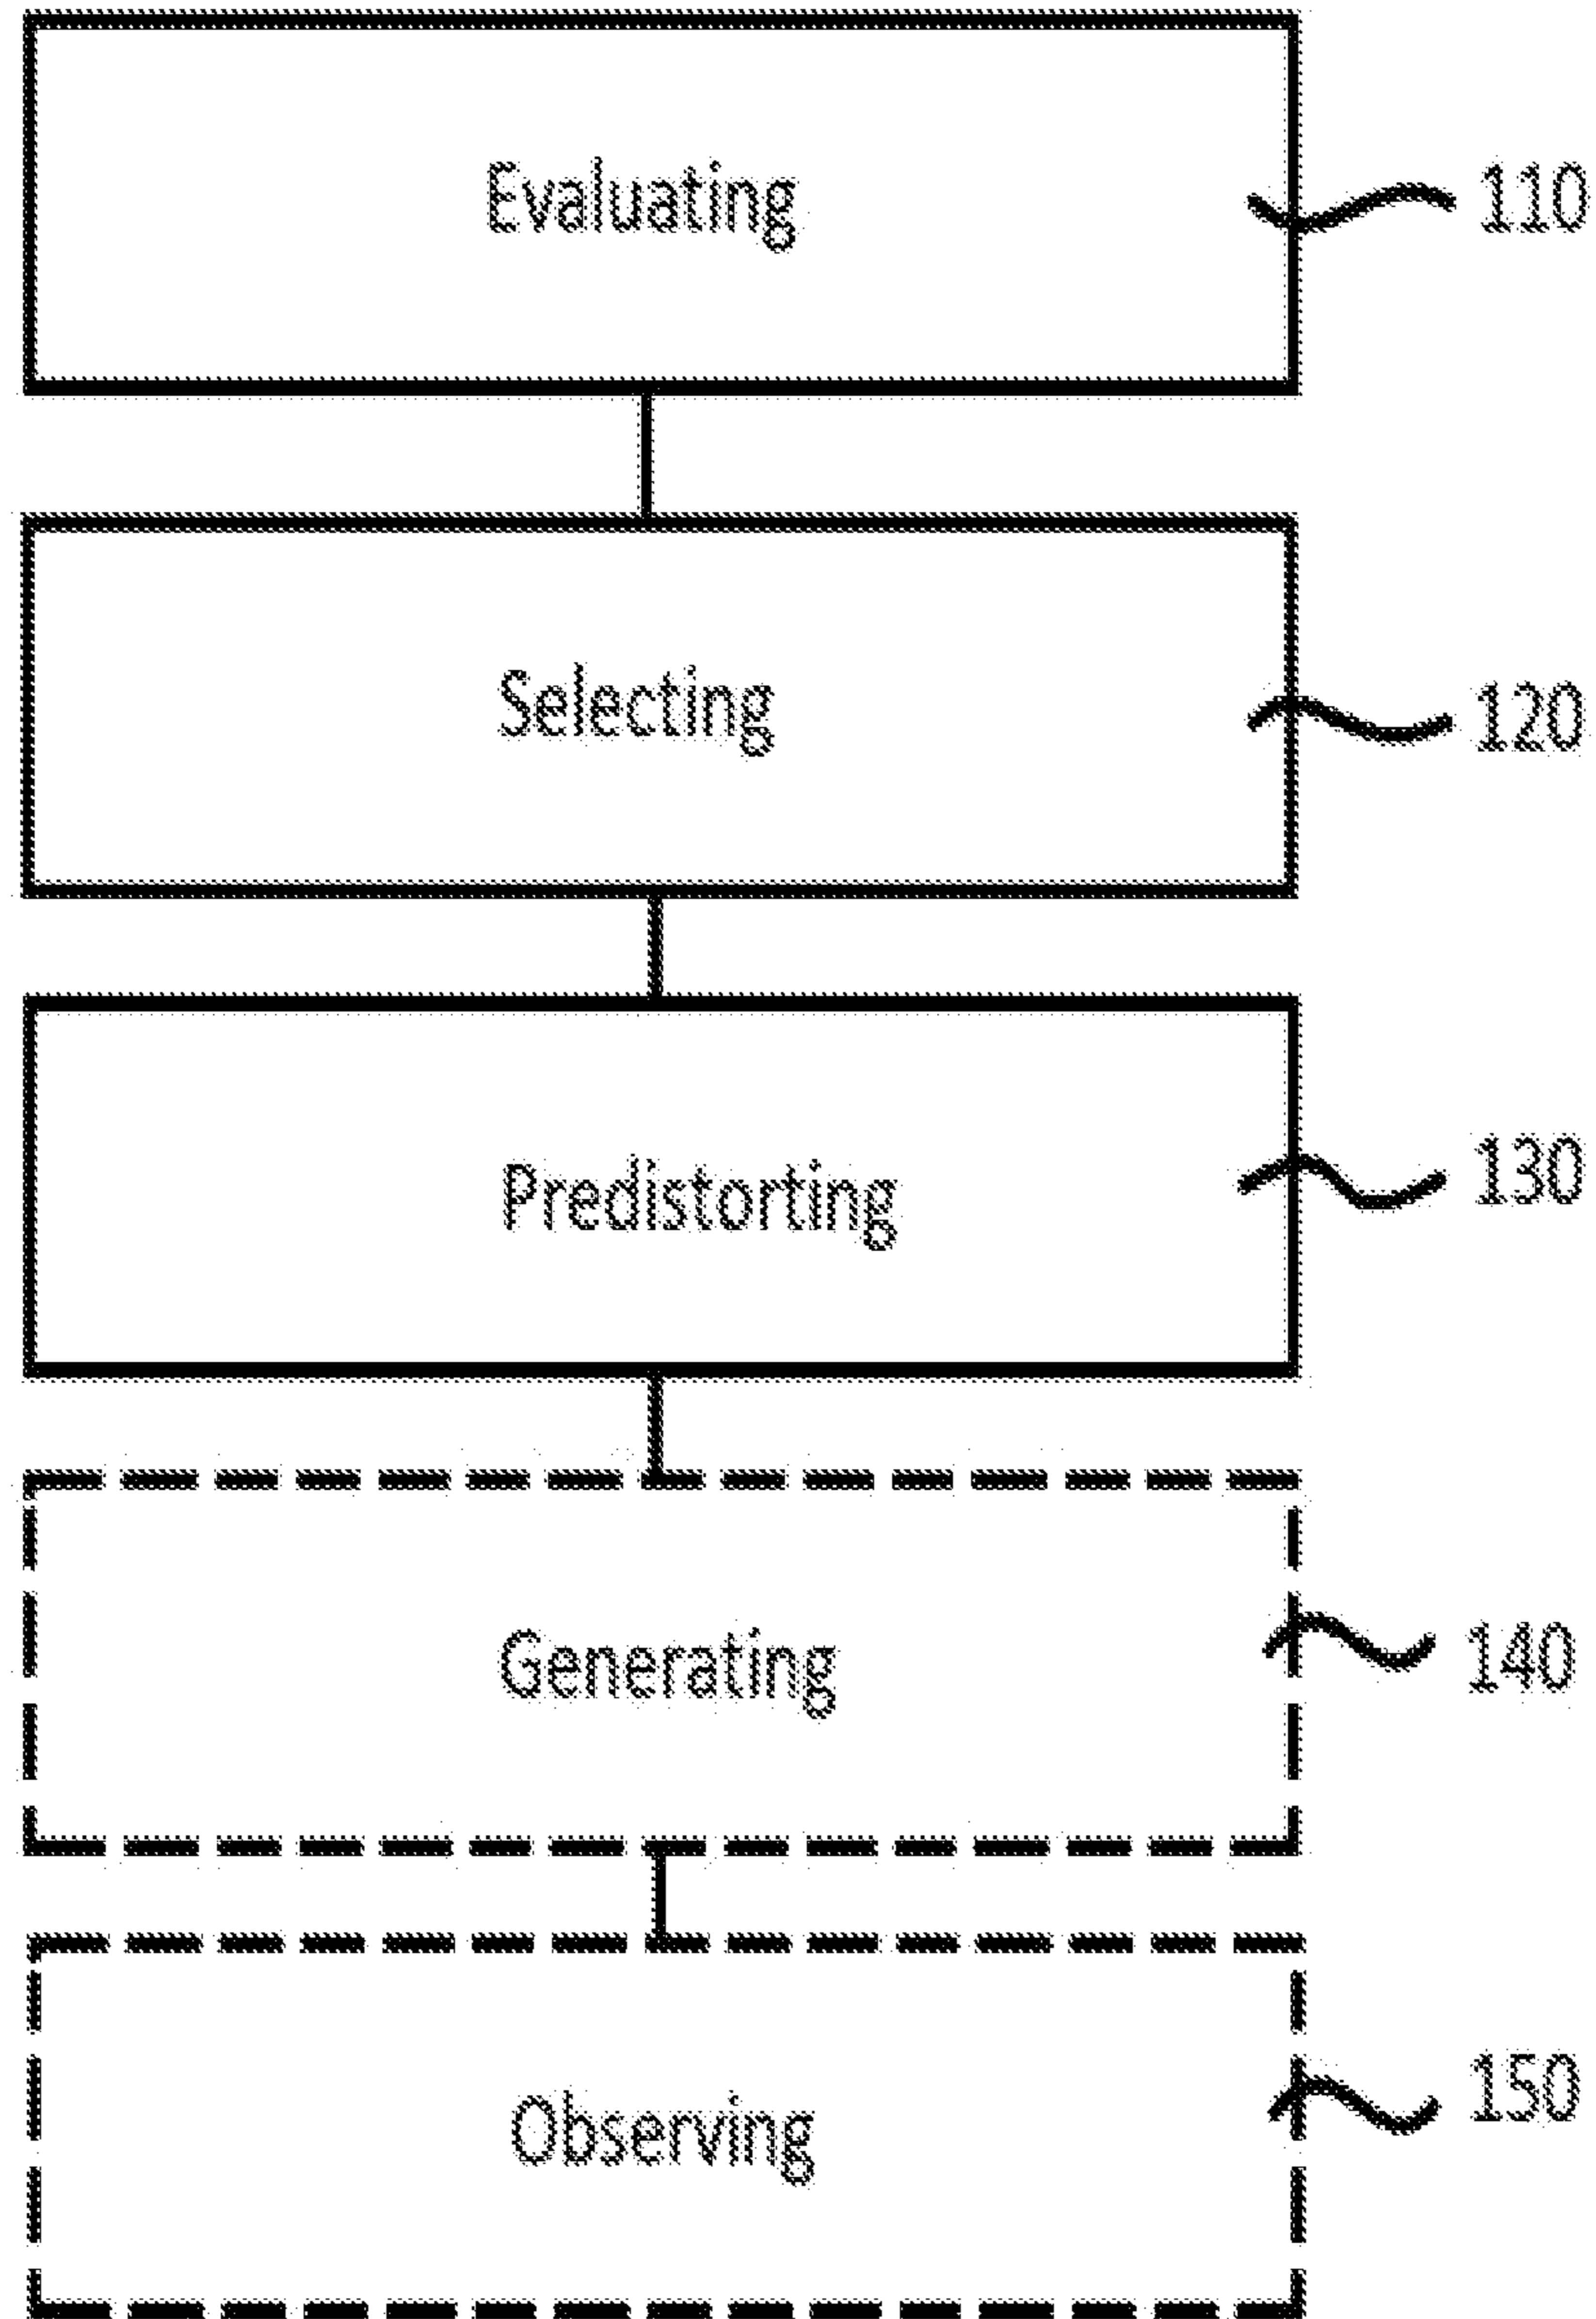 Evaluating 110
Selecting 120
Predistorting 130
Generating 140
Observing 150